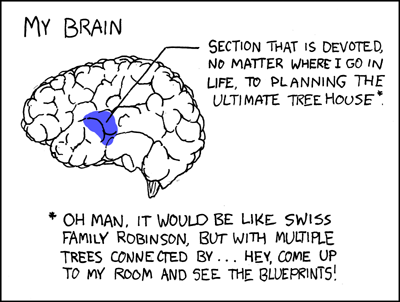 MY BRAIN
SECTION THAT IS DEVOTED,
NO MATTER WHERE I GO IN
LIFE, TO PLANNING THE
ULTIMATE TREE HOUSE*.
* OH MAN, IT WOULD BE LIKE SWISS
FAMILY ROBINSON, BUT WITH MULTIPLE
TREES CONNECTED BY... HEY, COME UP
TO MY ROOM AND SEE THE BLUEPRINTS!